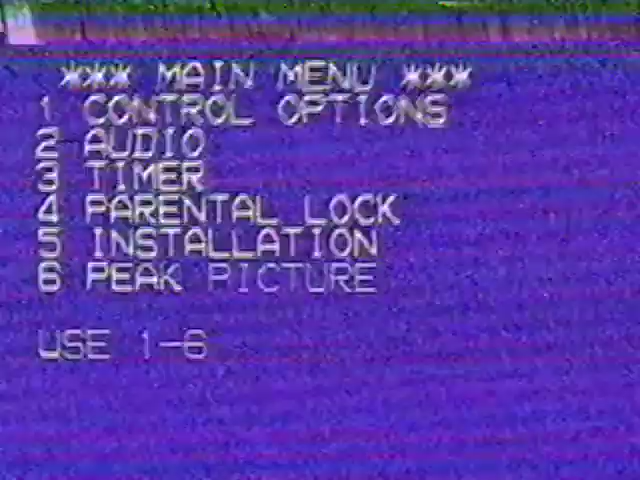 *** MAIN MENU ***
1 CONTROL OPTIONS
2 AUDIO
3 TIMER
4 PARENTAL LOCK
5 INSTALLATION
6 PEAK PICTURE
USE 1-6